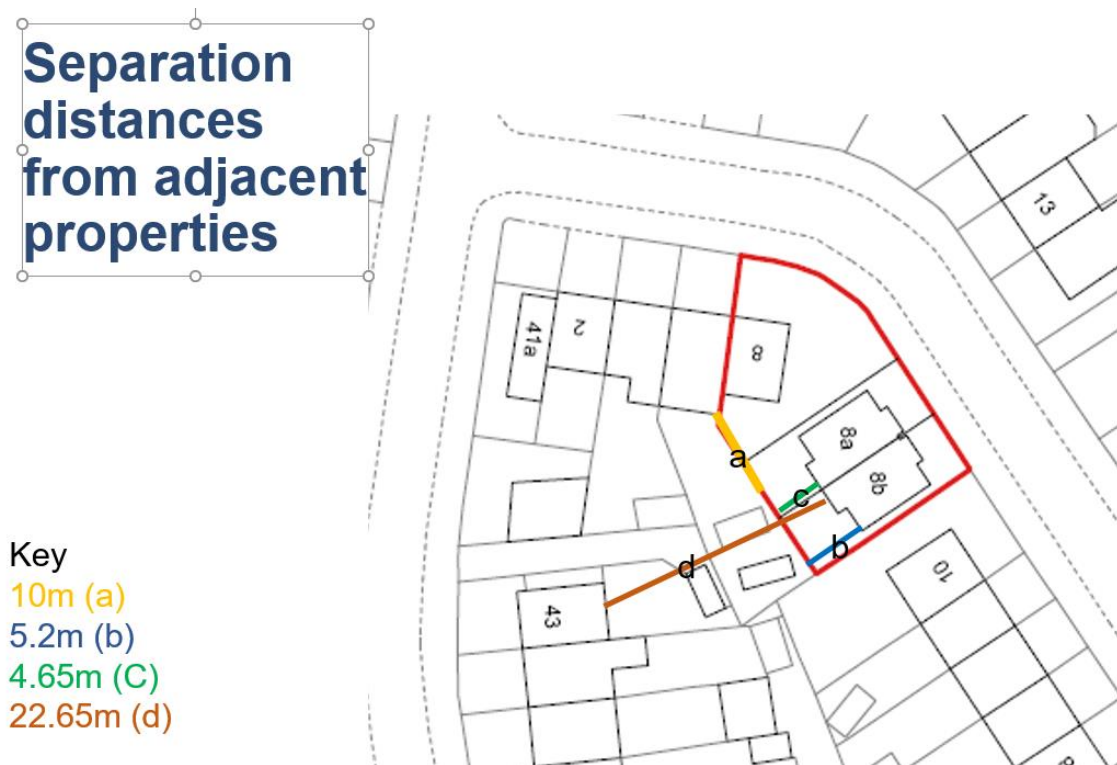 Separation
distances
from adjacent
properties
13
41a
2
8
a
8a
8b
c
b
d
10
43
Key
10m (a)
5.2m (b)
4.65m (C)
22.65m (d)